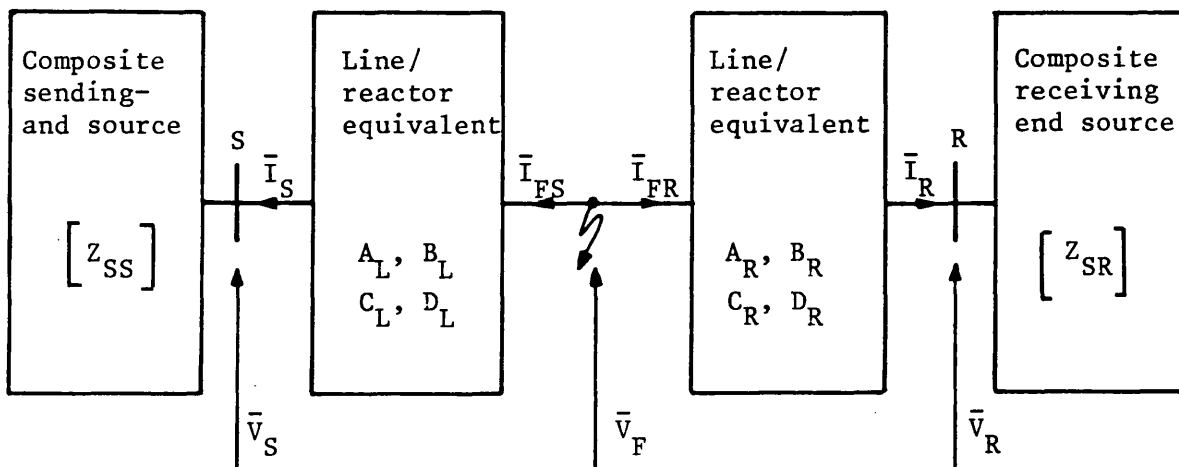 Composite
sending-
and source
[Z_SS]
S
Ī_S
V̄_S
Line/
reactor
equivalent
A_L, B_L
C_L, D_L
Ī_FS
Ī_FR
V̄_F
Line/
reactor
equivalent
A_R, B_R
C_R, D_R
Ī_R
R
V̄_R
Composite
receiving
end source
[Z_SR]